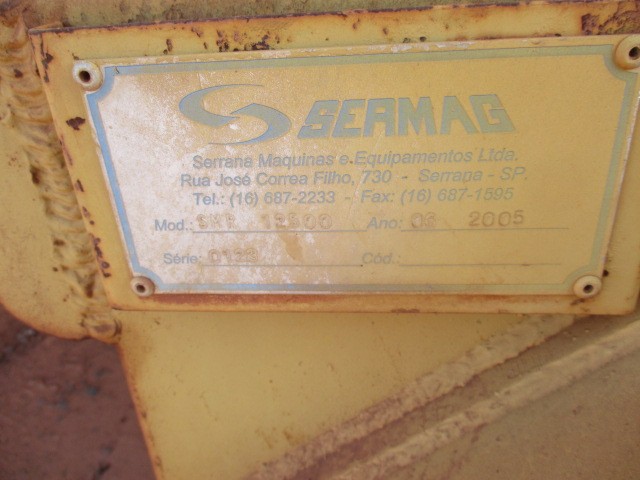 SERMAG
Serrana Maquinas e Equipamentos Ltda.
Rua José Correa Filho, 730 - Serrana - SP.
Tel.: (16) 687-2233 - Fax: (16) 687-1595
Mod.: 12500 Ano: 2005
Série: Cód.: